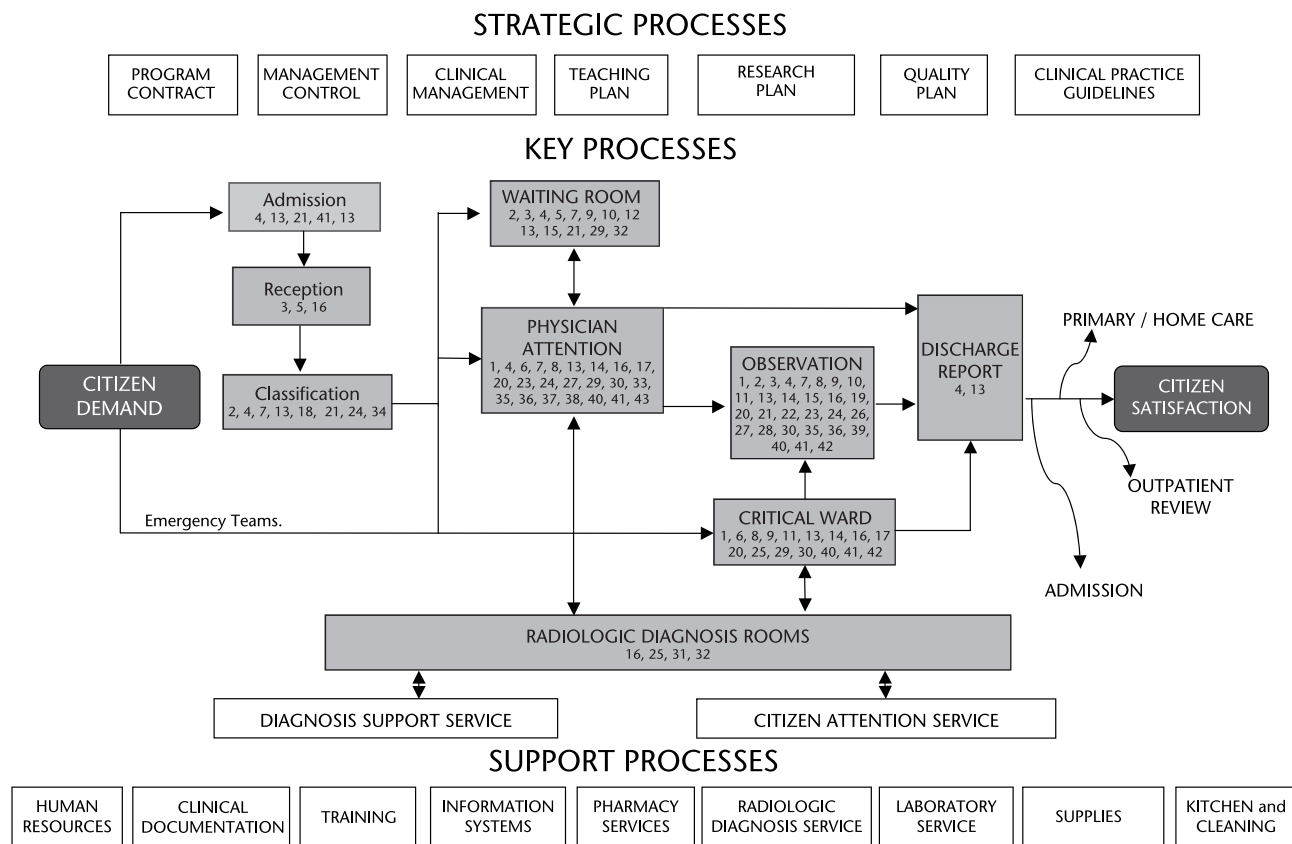 STRATEGIC PROCESSES
PROGRAM
CONTRACT
MANAGEMENT
CONTROL
CLINICAL
MANAGEMENT
TEACHING
PLAN
RESEARCH
PLAN
QUALITY
PLAN
CLINICAL PRACTICE
GUIDELINES
KEY PROCESSES
Admission
4, 13, 21, 41, 13
Reception
3, 5, 16
Classification
2, 4, 7, 13, 18, 21, 24, 34
CITIZEN
DEMAND
Emergency Teams.
WAITING ROOM
2, 3, 4, 5, 7, 9, 10, 12
13, 15, 21, 29, 32
PHYSICIAN
ATTENTION
1, 4, 6, 7, 8, 13, 14, 16, 17,
20, 23, 24, 27, 29, 30, 33,
35, 36, 37, 38, 40, 41, 43
OBSERVATION
1, 2, 3, 4, 7, 8, 9, 10,
11, 13, 14, 15, 16, 19,
20, 21, 22, 23, 24, 26,
27, 28, 30, 35, 36, 39,
40, 41, 42
CRITICAL WARD
1, 6, 8, 9, 11, 13, 14, 16, 17
20, 25, 29, 30, 40, 41, 42
DISCHARGE
REPORT
4, 13
PRIMARY / HOME CARE
CITIZEN
SATISFACTION
OUTPATIENT
REVIEW
ADMISSION
RADIOLOGIC DIAGNOSIS ROOMS
16, 25, 31, 32
DIAGNOSIS SUPPORT SERVICE
CITIZEN ATTENTION SERVICE
SUPPORT PROCESSES
HUMAN
RESOURCES
CLINICAL
DOCUMENTATION
TRAINING
INFORMATION
SYSTEMS
PHARMACY
SERVICES
RADIOLOGIC
DIAGNOSIS SERVICE
LABORATORY
SERVICE
SUPPLIES
KITCHEN and
CLEANING